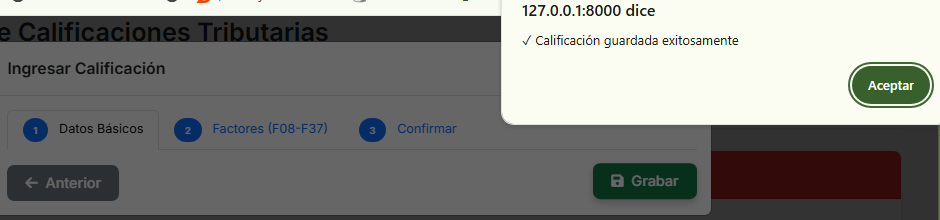 127.0.0.1:8000 dice
✓ Calificación guardada exitosamente
Aceptar
e Calificaciones Tributarias
Ingresar Calificación
1 Datos Básicos 2 Factores (F08-F37) 3 Confirmar
← Anterior Grabar